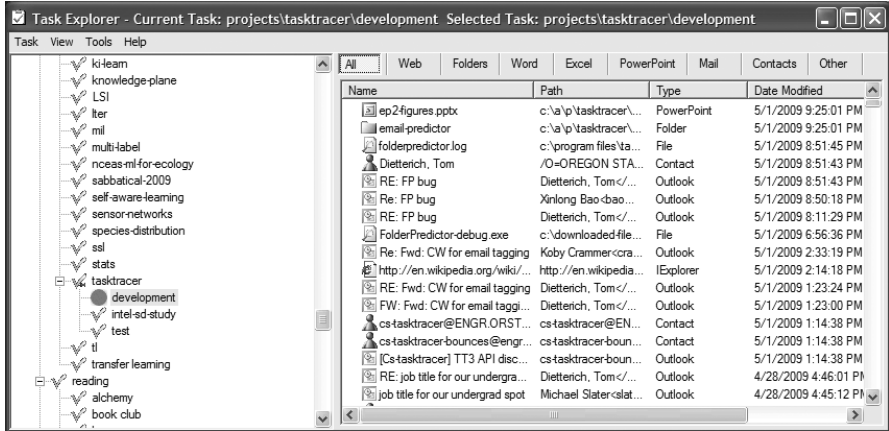 Task Explorer - Current Task: projects\tasktracer\development Selected Task: projects\tasktracer\development
Task View Tools Help
ki-learn
knowledge-plane
LSI
lter
mil
multi-label
nceas-ml-for-ecology
sabbatical-2009
self-aware-learning
sensor-networks
species-distribution
ssl
stats
tasktracer
development
intel-sd-study
test
tl
transfer learning
reading
alchemy
book club
All Web Folders Word Excel PowerPoint Mail Contacts Other
Name Path Type Date Modified
ep2-figures.pptx c:\a\p\tasktracer\... PowerPoint 5/1/2009 9:25:01 PM
email-predictor c:\a\p\tasktracer\... Folder 5/1/2009 9:25:01 PM
folderpredictor.log c:\program files\ta... File 5/1/2009 8:51:45 PM
Dietterich, Tom /O=OREGON STA... Contact 5/1/2009 8:51:43 PM
RE: FP bug Dietterich, Tom</... Outlook 5/1/2009 8:51:43 PM
Re: FP bug Xinlong Bao<bao... Outlook 5/1/2009 8:50:18 PM
RE: FP bug Dietterich, Tom</... Outlook 5/1/2009 8:11:29 PM
FolderPredictor-debug.exe c:\downloaded-file... File 5/1/2009 6:56:36 PM
Re: Fwd: CW for email tagging Koby Crammer<cra... Outlook 5/1/2009 2:33:19 PM
http://en.wikipedia.org/wiki/... http://en.wikipedia... IExplorer 5/1/2009 2:14:18 PM
RE: Fwd: CW for email tagging Dietterich, Tom</... Outlook 5/1/2009 1:23:24 PM
FW: Fwd: CW for email taggi... Dietterich, Tom</... Outlook 5/1/2009 1:23:00 PM
cs-tasktracer@ENGR.ORST... cs-tasktracer@EN... Contact 5/1/2009 1:14:38 PM
cs-tasktracer-bounces@engr... cs-tasktracer-boun... Contact 5/1/2009 1:14:38 PM
[Cs-tasktracer] TT3 API disc... cs-tasktracer-boun... Outlook 5/1/2009 1:14:38 PM
RE: job title for our undergra... Dietterich, Tom</... Outlook 4/28/2009 4:46:01 PM
job title for our undergrad spot Michael Slater<slat... Outlook 4/28/2009 4:45:12 PM